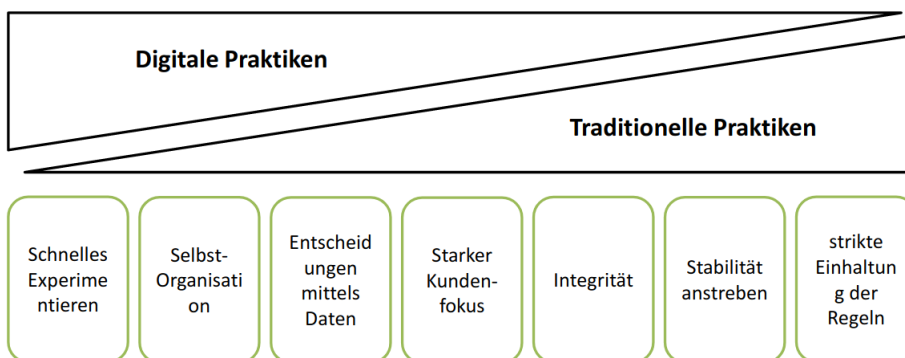 Digitale Praktiken
Traditionelle Praktiken
Schnelles
Experime
ntieren
Selbst-
Organisati
on
Entscheid
ungen
mittels
Daten
Starker
Kunden-
fokus
Integrität
Stabilität
anstreben
strikte
Einhaltun
g der
Regeln